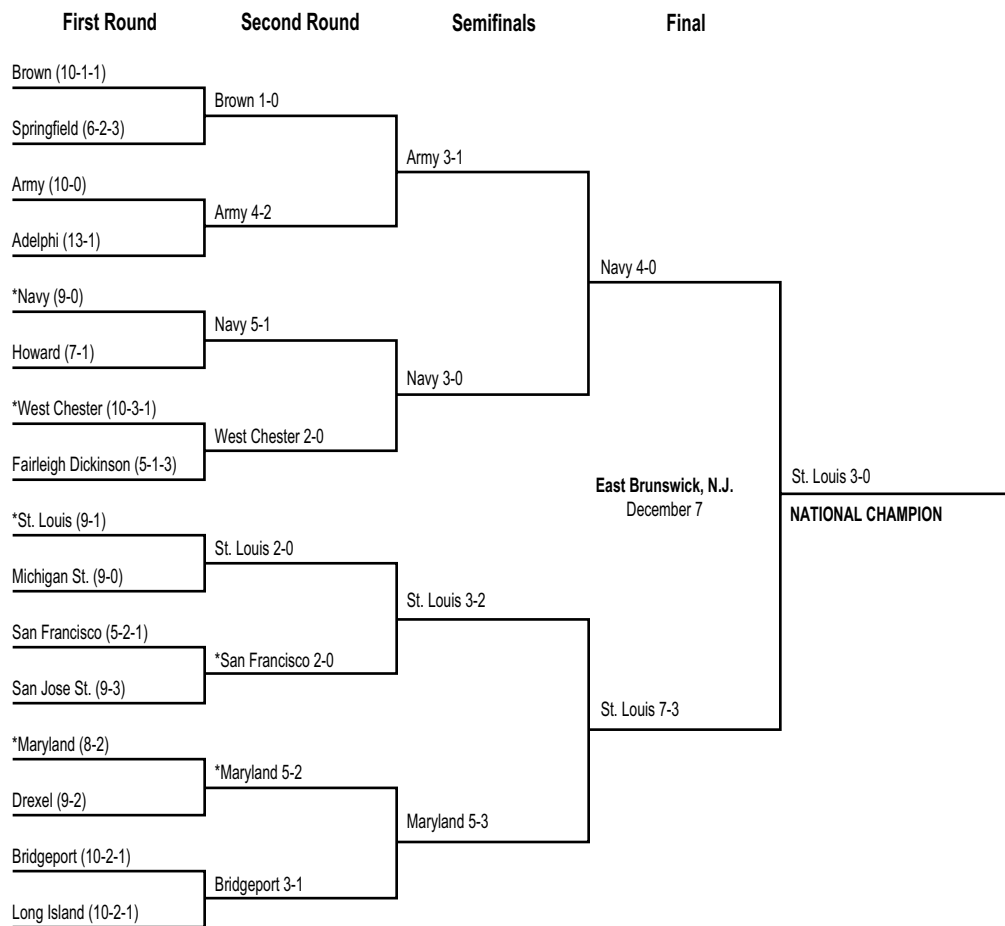 First Round
Second Round
Semifinals
Final
Brown (10-1-1)
Springfield (6-2-3)
Army (10-0)
Adelphi (13-1)
*Navy (9-0)
Howard (7-1)
*West Chester (10-3-1)
Fairleigh Dickinson (5-1-3)
*St. Louis (9-1)
Michigan St. (9-0)
San Francisco (5-2-1)
San Jose St. (9-3)
*Maryland (8-2)
Drexel (9-2)
Bridgeport (10-2-1)
Long Island (10-2-1)
Brown 1-0
Army 4-2
Navy 5-1
West Chester 2-0
St. Louis 2-0
*San Francisco 2-0
*Maryland 5-2
Bridgeport 3-1
Army 3-1
Navy 3-0
St. Louis 3-2
Maryland 5-3
Navy 4-0
St. Louis 7-3
East Brunswick, N.J.
December 7
St. Louis 3-0
NATIONAL CHAMPION